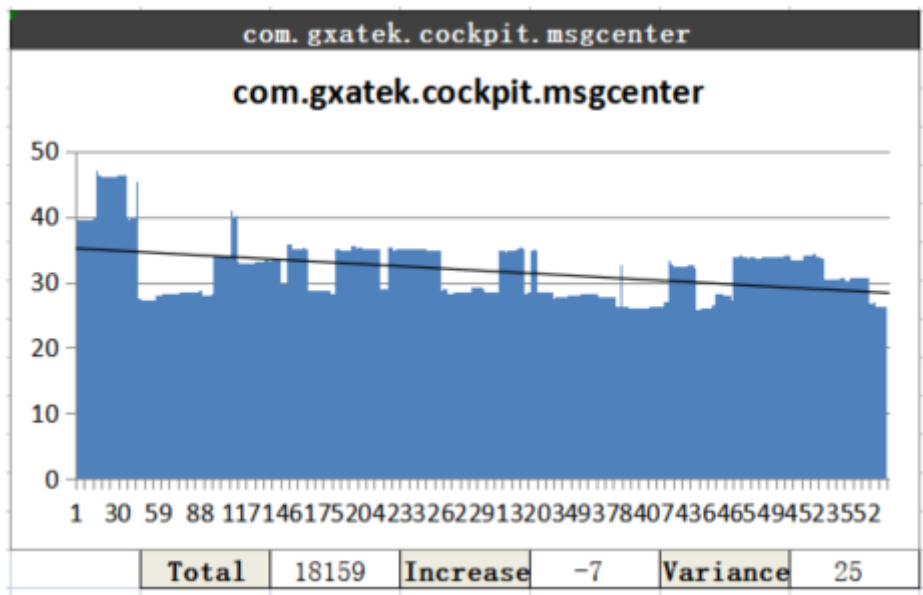 com.gxatek.cockpit.msgcenter
com.gxatek.cockpit.msgcenter
50
40
30
20
10
0
1 30 59 88 117146175204233262291320349378407436465494523552
Total 18159 Increase -7 Variance 25